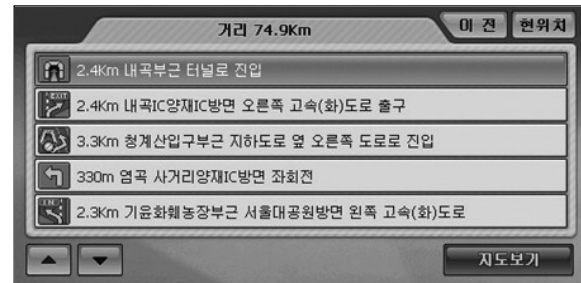 거리 74.9Km
이 전
현위치
2.4Km 내곡부근 터널로 진입
EXIT
2.4Km 내곡IC양재IC방면 오른쪽 고속(화)도로 출구
3.3Km 청계산입구부근 지하도로 옆 오른쪽 도로로 진입
330m 염곡 사거리양재IC방면 좌회전
IN
2.3Km 기윤화훼농장부근 서울대공원방면 왼쪽 고속(화)도로
지도보기